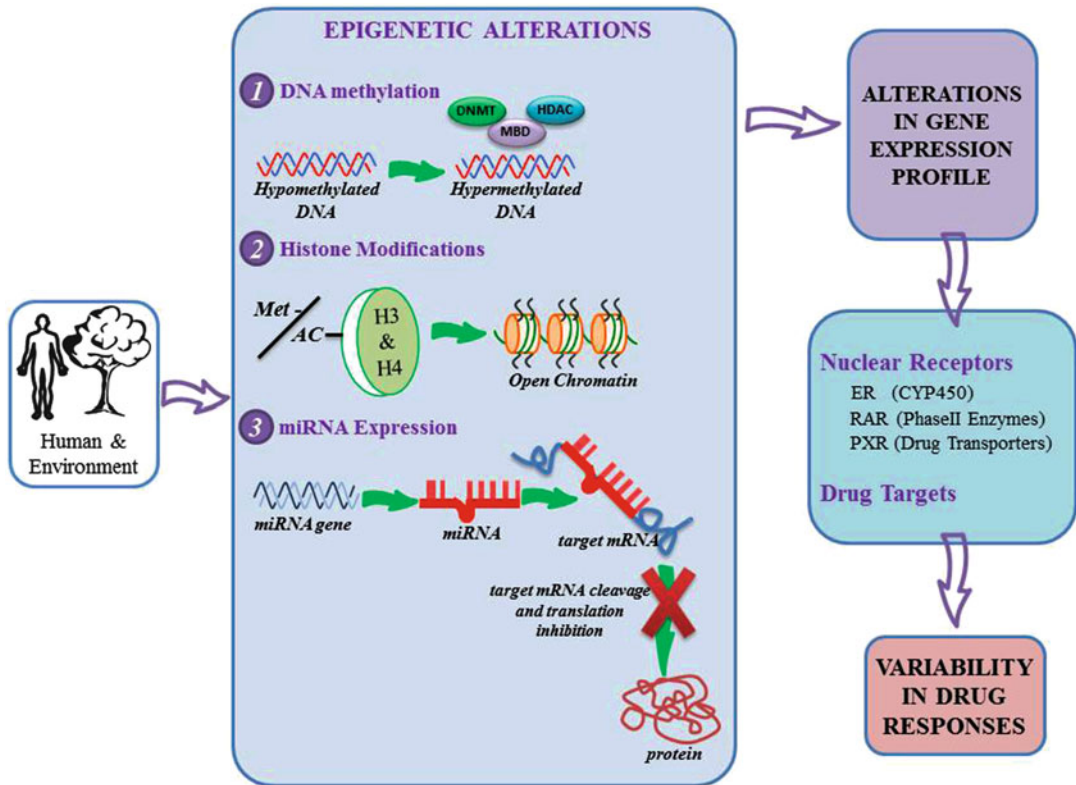 EPIGENETIC ALTERATIONS
1 DNA methylation
DNMT
HDAC
MBD
Hypomethylated
DNA
Hypermethylated
DNA
2 Histone Modifications
Met -
AC
H3
&
H4
Open Chromatin
3 miRNA Expression
miRNA gene
miRNA
target mRNA
target mRNA cleavage
and translation
inhibition
protein
Human &
Environment
ALTERATIONS
IN GENE
EXPRESSION
PROFILE
Nuclear Receptors
ER (CYP450)
RAR (PhaseII Enzymes)
PXR (Drug Transporters)
Drug Targets
VARIABILITY
IN DRUG
RESPONSES